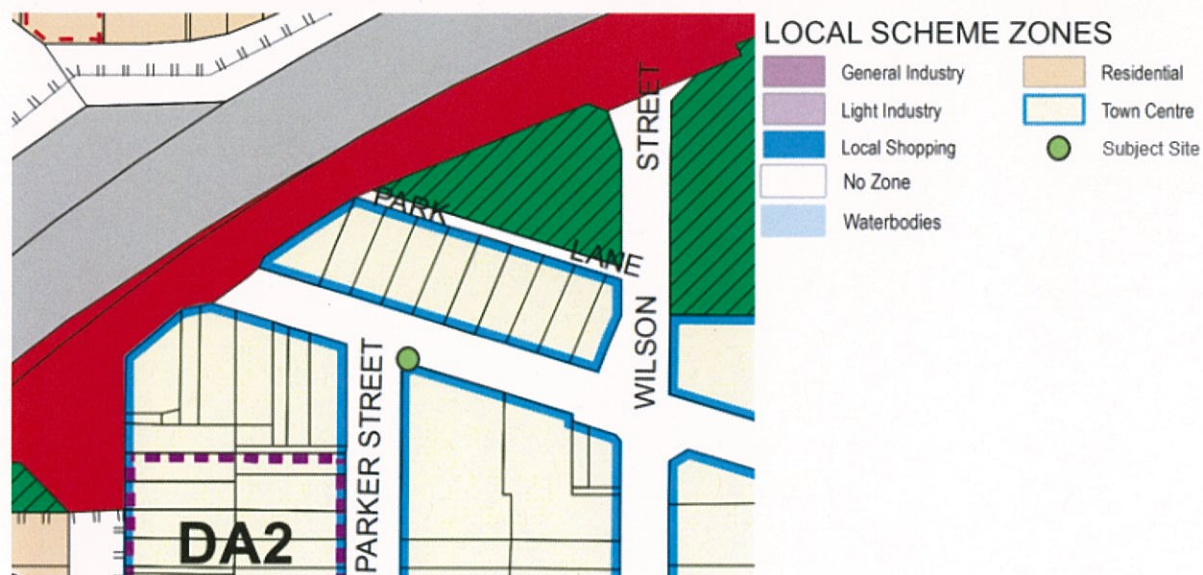 LOCAL SCHEME ZONES
General Industry
Light Industry
Local Shopping
No Zone
Waterbodies
Residential
Town Centre
Subject Site
STREET
WILSON
PARK
LANE
PARKER STREET
DA2